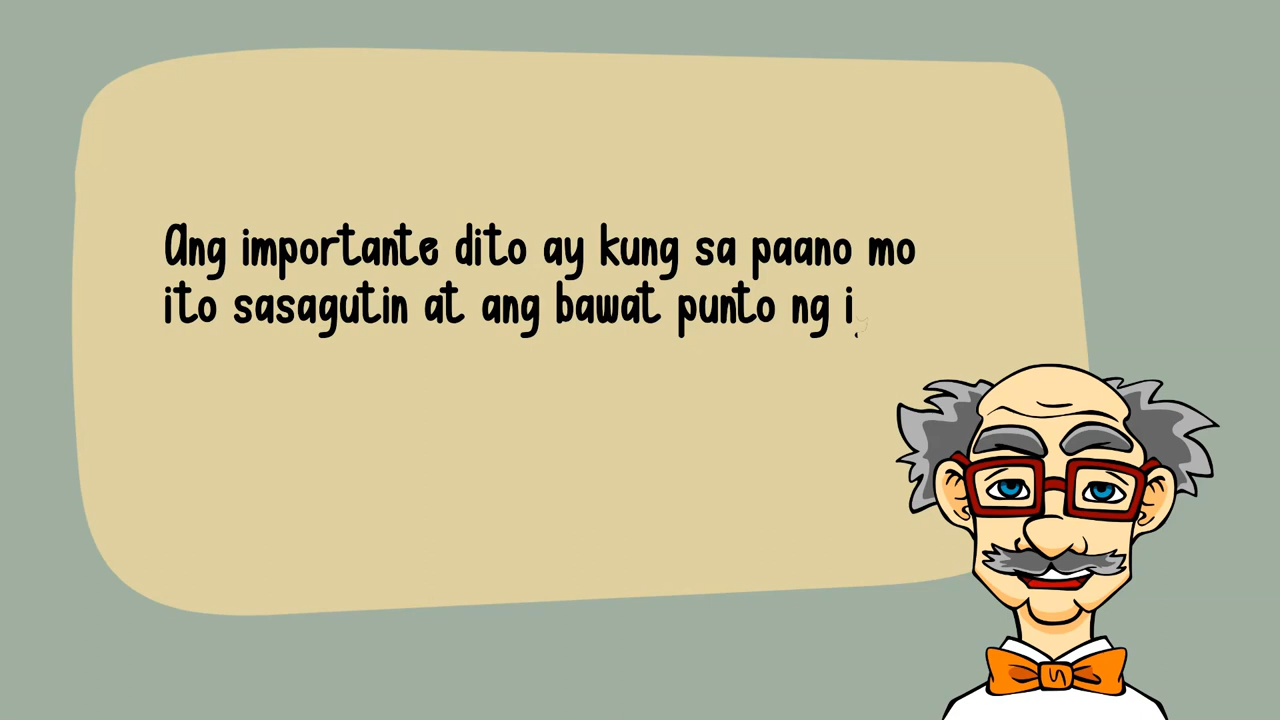 Ang importante dito ay kung sa paano mo
ito sasagutin at ang bawat punto ng i